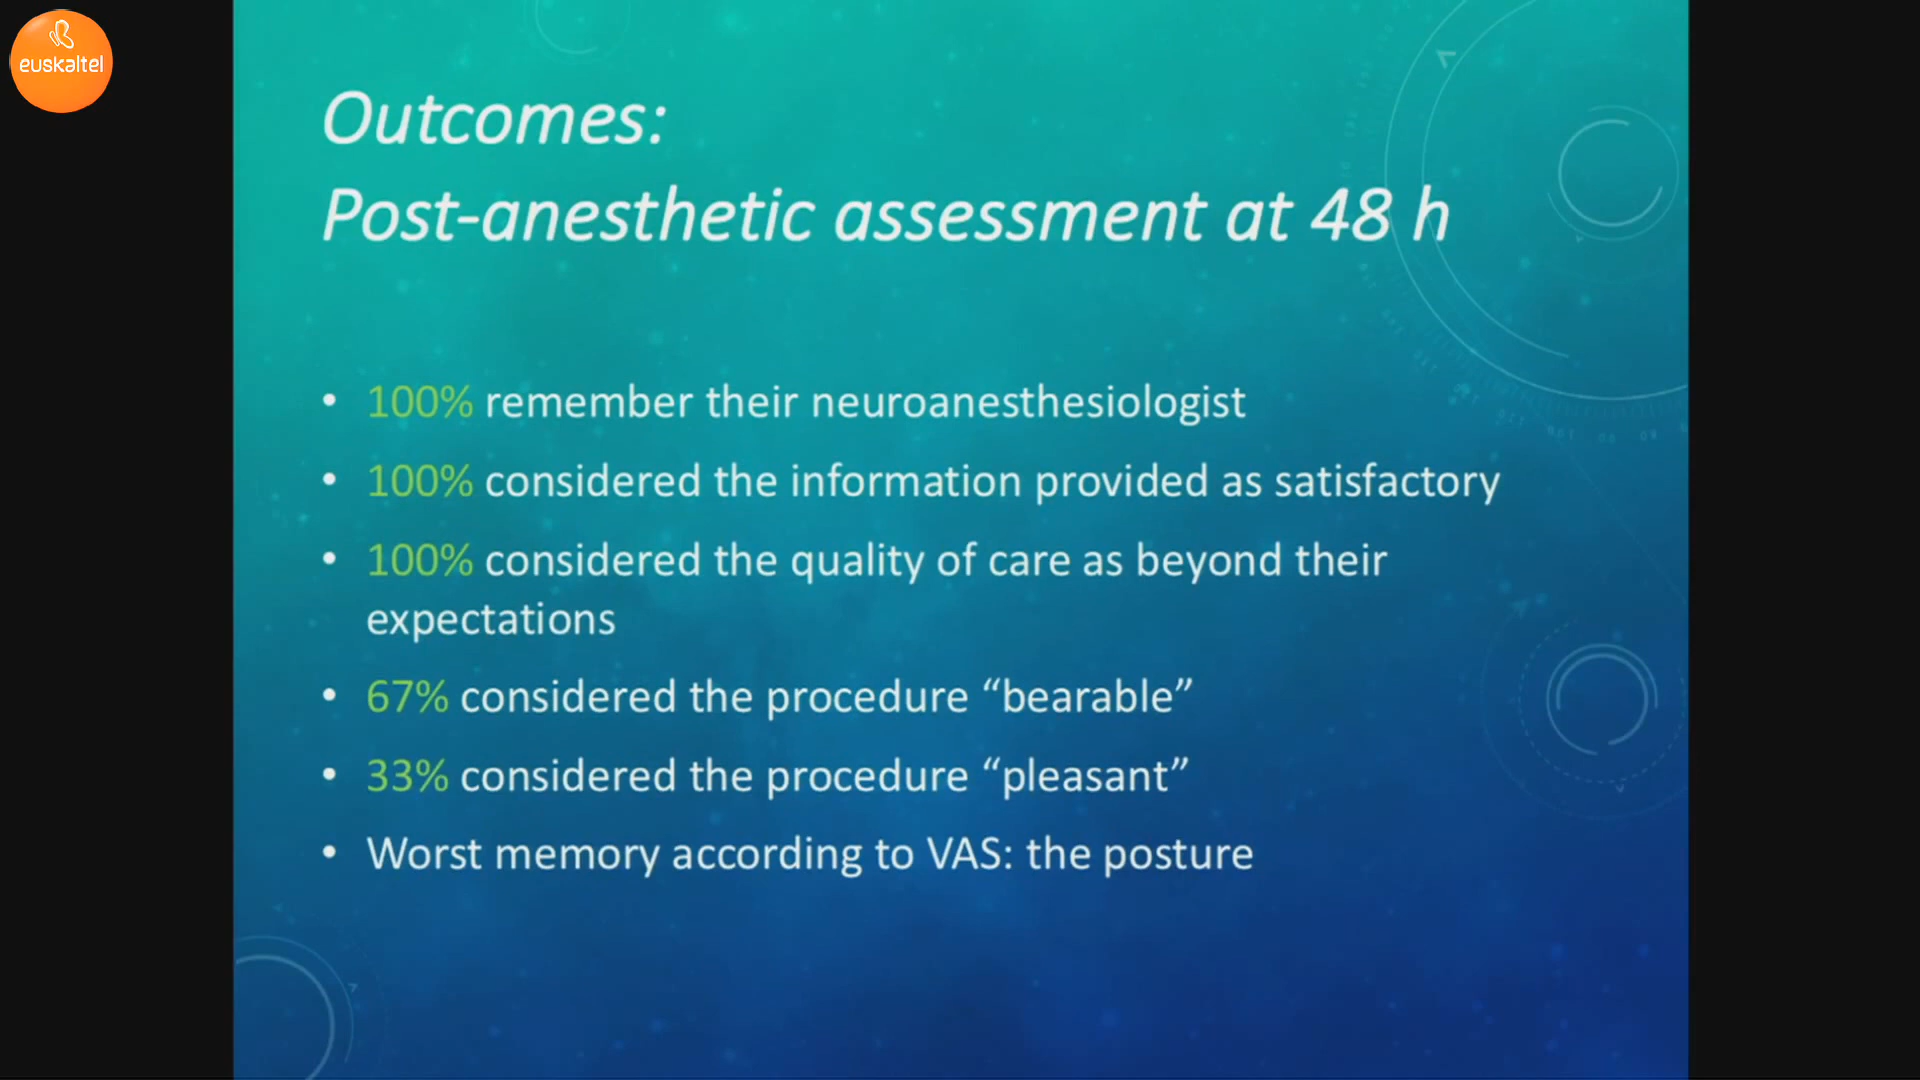 euskaltel
Outcomes:
Post-anesthetic assessment at 48 h
• 100% remember their neuroanesthesiologist
• 100% considered the information provided as satisfactory
• 100% considered the quality of care as beyond their
expectations
• 67% considered the procedure “bearable”
• 33% considered the procedure “pleasant”
• Worst memory according to VAS: the posture